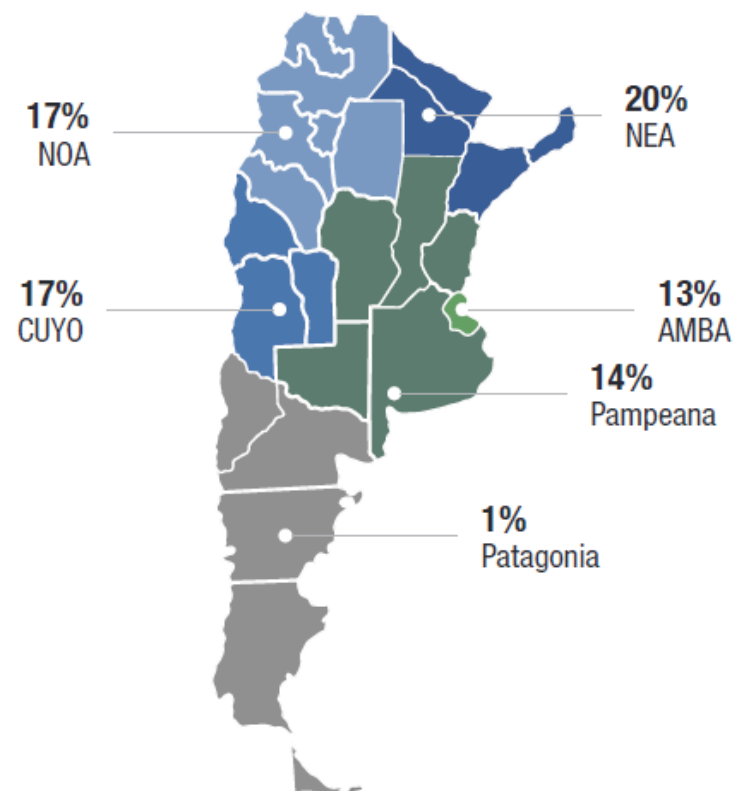 17%
NOA
20%
NEA
17%
CUYO
13%
AMBA
14%
Pampeana
1%
Patagonia